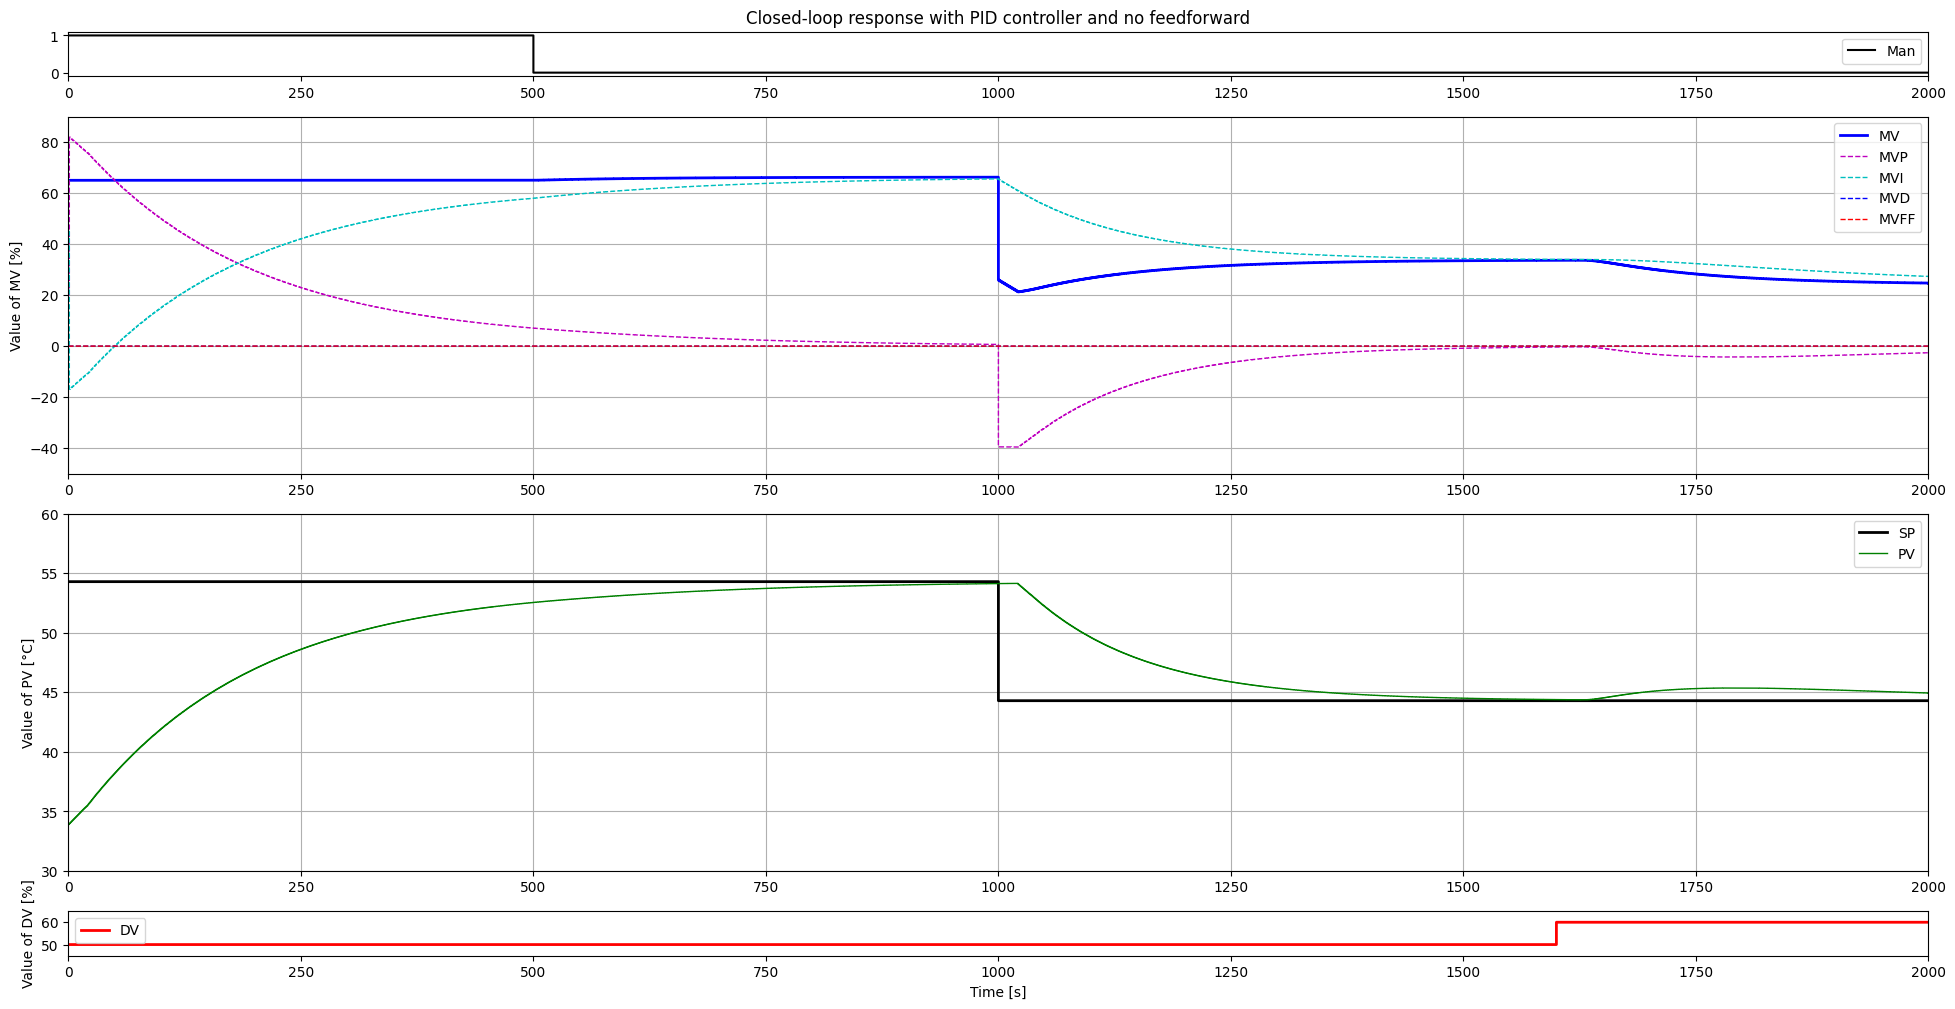 Closed-loop response with PID controller and no feedforward
1
0
Man
0 250 500 750 1000 1250 1500 1750 2000
Value of MV [%]
80
60
40
20
0
−20
−40
MV
MVP
MVI
MVD
MVFF
0 250 500 750 1000 1250 1500 1750 2000
Value of PV [°C]
60
55
50
45
40
35
30
SP
PV
0 250 500 750 1000 1250 1500 1750 2000
Value of DV [%]
60
50
DV
0 250 500 750 1000 1250 1500 1750 2000
Time [s]